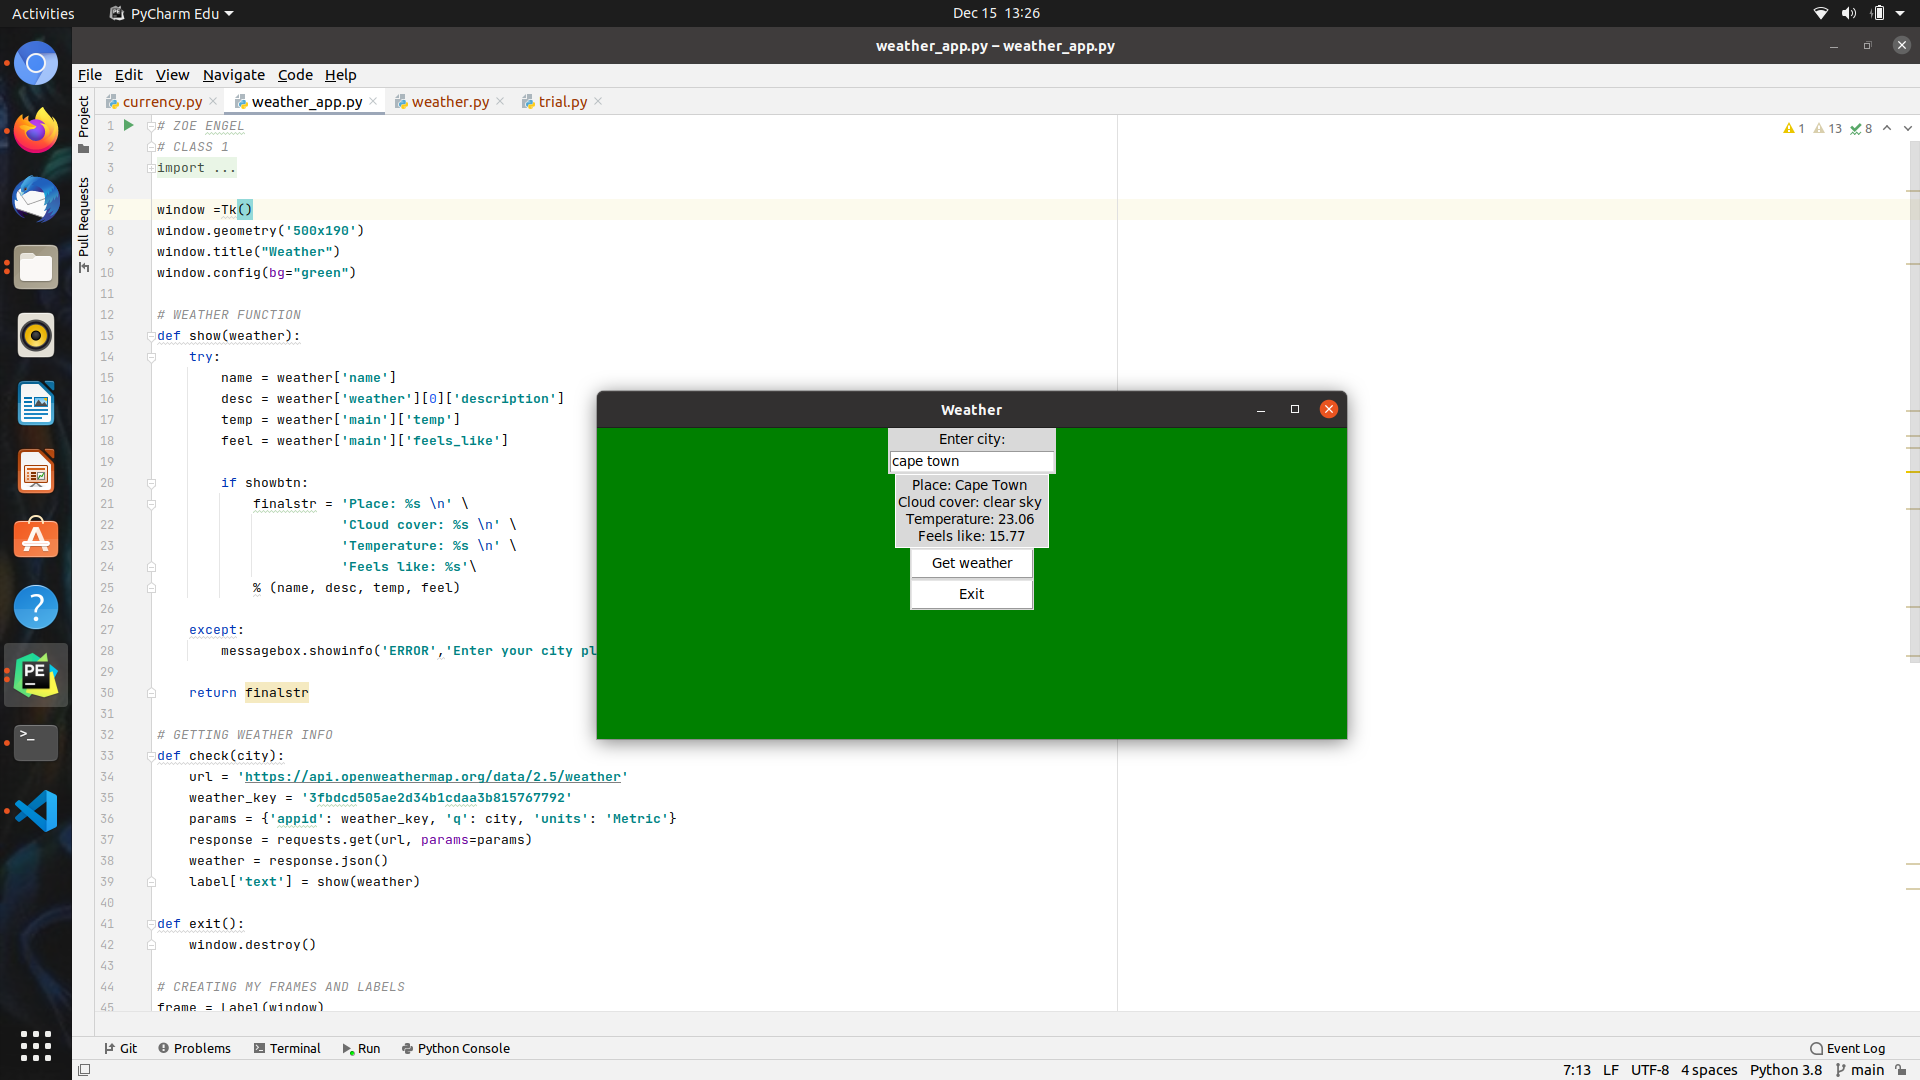 Activities PyCharm Edu Dec 15 13:26
weather_app.py – weather_app.py
File Edit View Navigate Code Help
currency.py weather_app.py weather.py trial.py
Project
Pull Requests
1 13 8
1 # ZOE ENGEL
2 # CLASS 1
3 import ...
6
7 window =Tk()
8 window.geometry('500x190')
9 window.title("Weather")
10 window.config(bg="green")
11
12 # WEATHER FUNCTION
13 def show(weather):
14 try:
15 name = weather['name']
16 desc = weather['weather'][0]['description']
17 temp = weather['main']['temp']
18 feel = weather['main']['feels_like']
19
20 if showbtn:
21 finalstr = 'Place: %s \n' \
22 'Cloud cover: %s \n' \
23 'Temperature: %s \n' \
24 'Feels like: %s'\
25 % (name, desc, temp, feel)
26
27 except:
28 messagebox.showinfo('ERROR','Enter your city pl
29
30 return finalstr
31
32 # GETTING WEATHER INFO
33 def check(city):
34 url = 'https://api.openweathermap.org/data/2.5/weather'
35 weather_key = '3fbdcd505ae2d34b1cdaa3b815767792'
36 params = {'appid': weather_key, 'q': city, 'units': 'Metric'}
37 response = requests.get(url, params=params)
38 weather = response.json()
39 label['text'] = show(weather)
40
41 def exit():
42 window.destroy()
43
44 # CREATING MY FRAMES AND LABELS
45 frame = Label(window)
Weather
Enter city:
cape town
Place: Cape Town
Cloud cover: clear sky
Temperature: 23.06
Feels like: 15.77
Get weather
Exit
PE
Git Problems Terminal Run Python Console Event Log
7:13 LF UTF-8 4 spaces Python 3.8 main